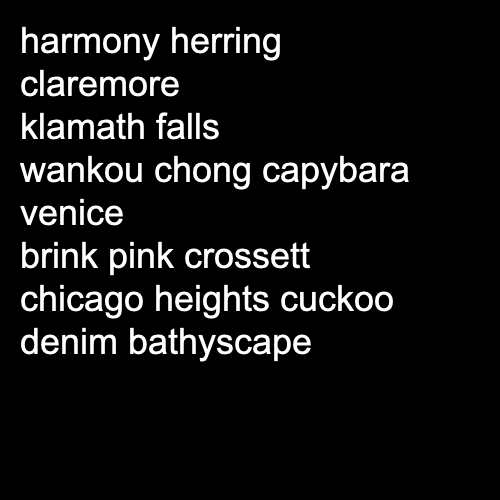 harmony herring
claremore
klamath falls
wankou chong capybara
venice
brink pink crossett
chicago heights cuckoo
denim bathyscape